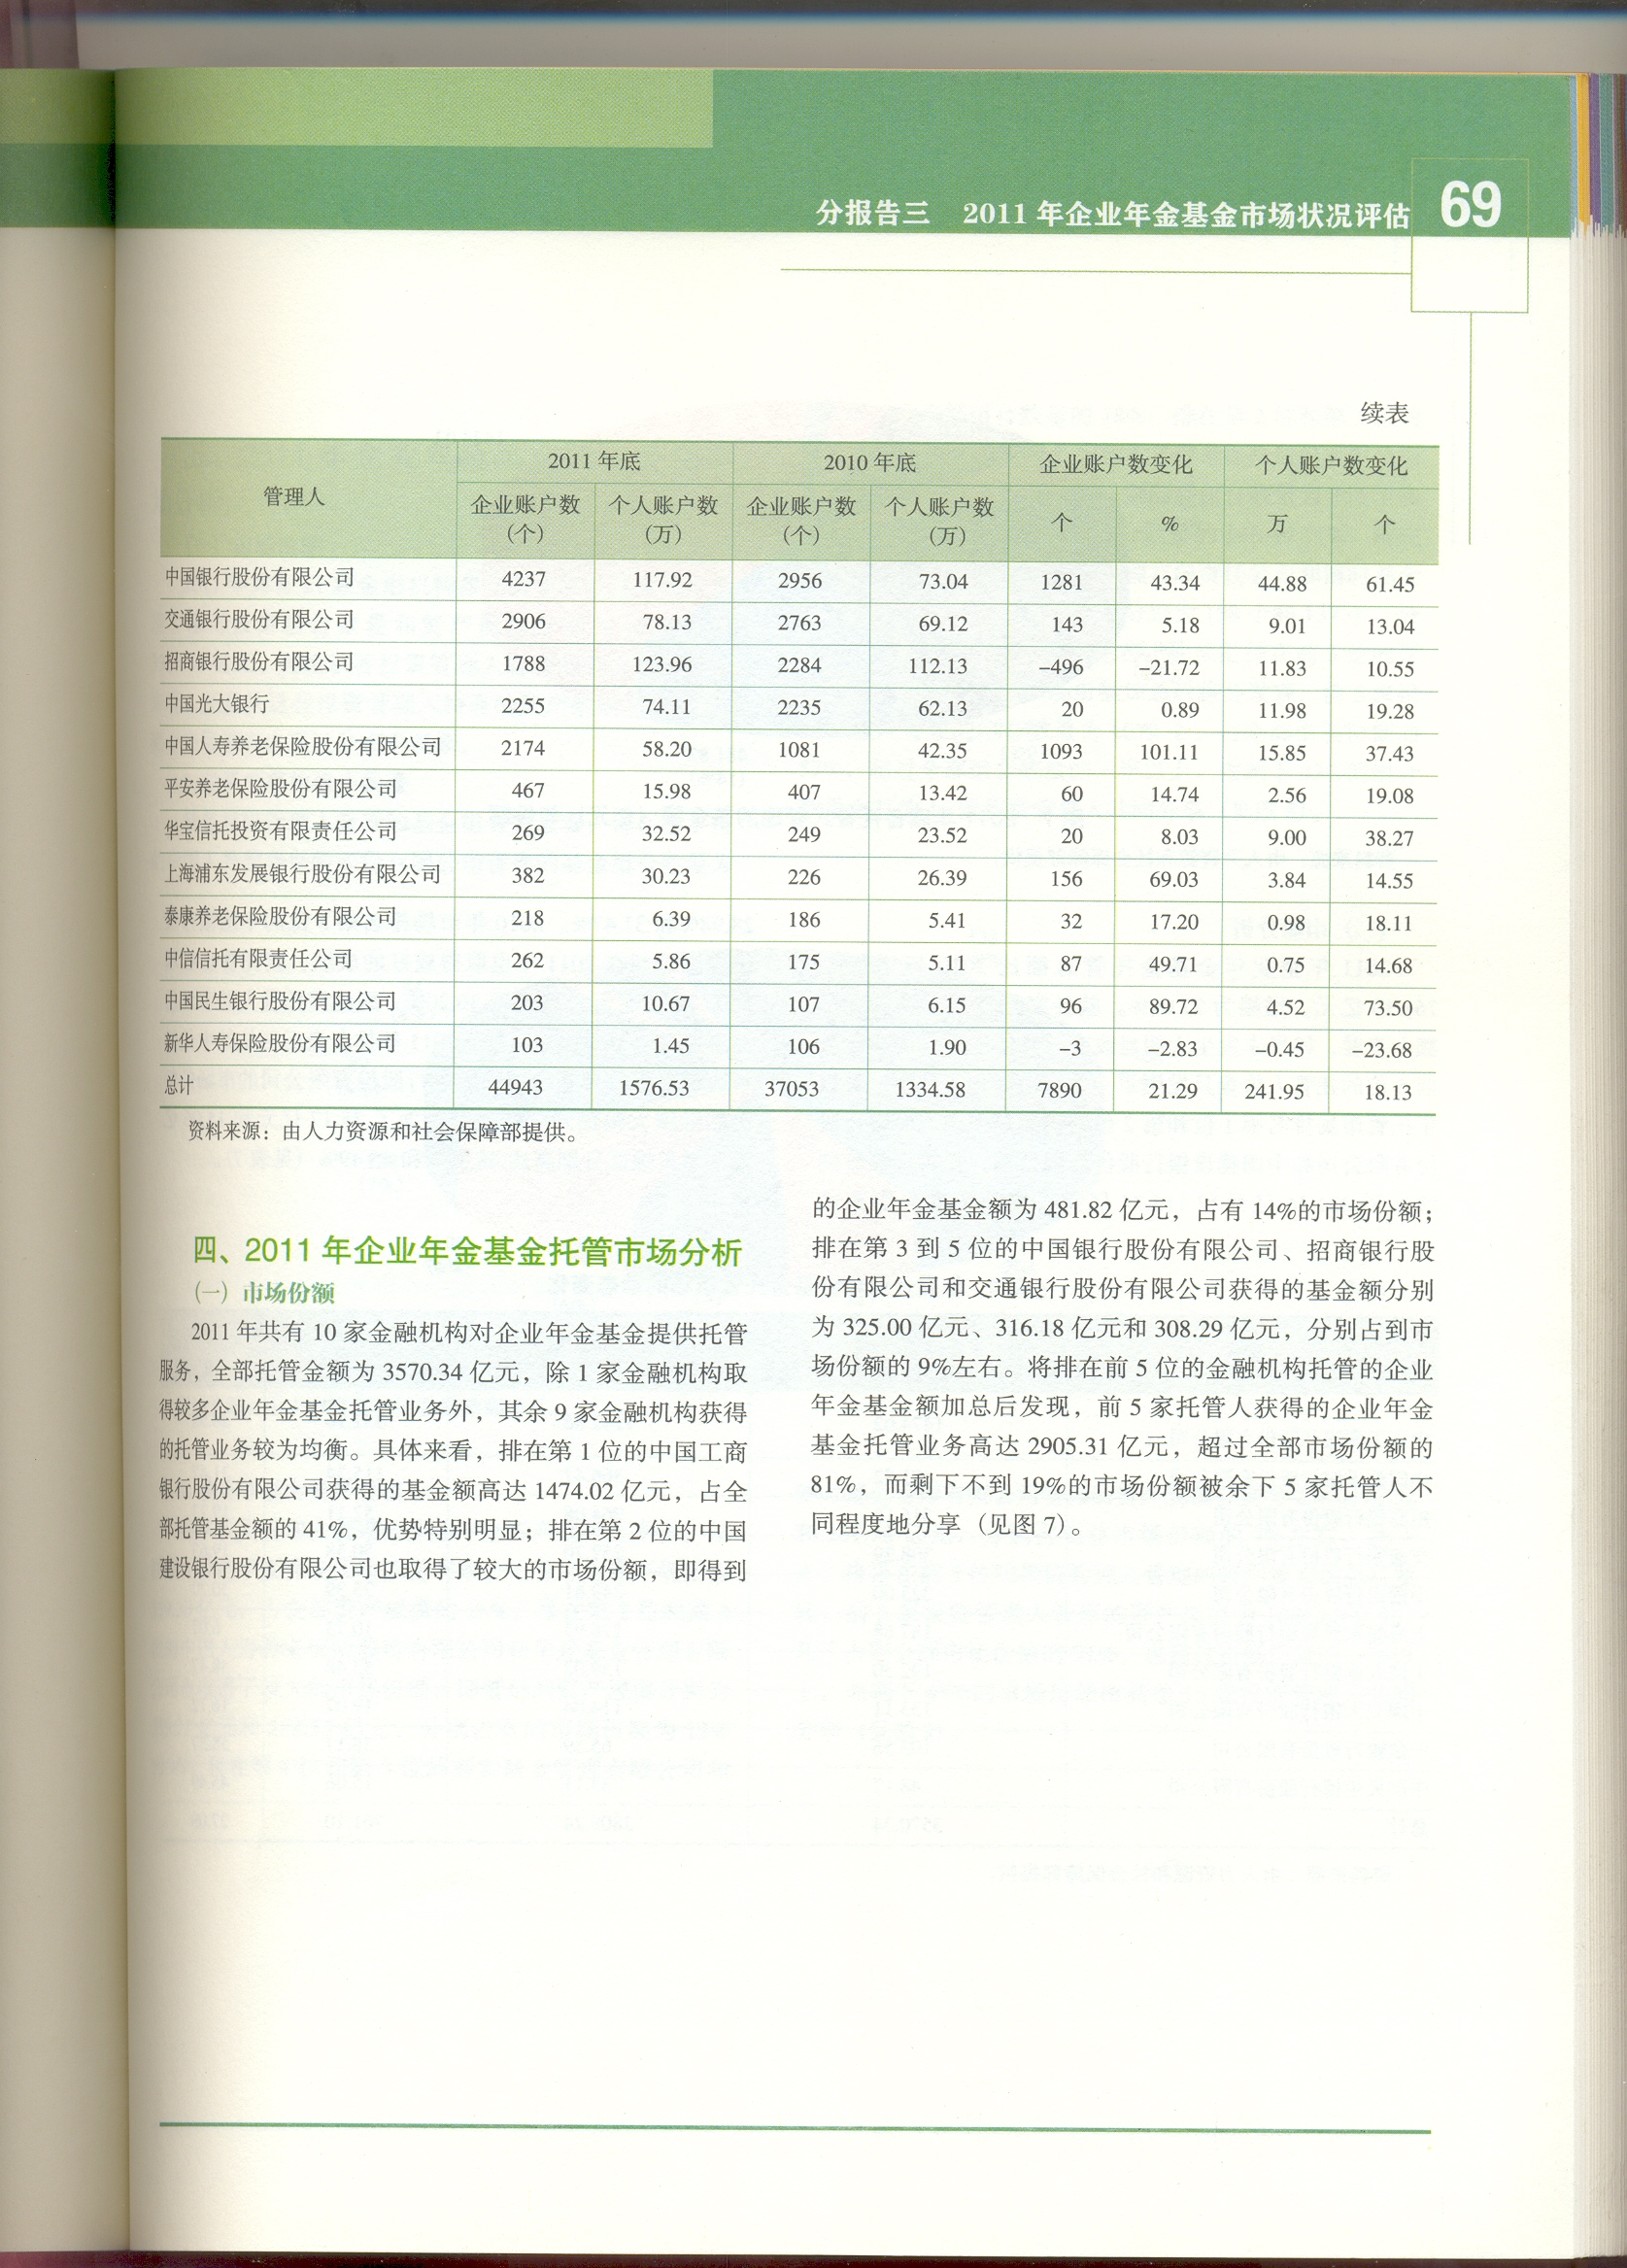 分报告三 2011 年企业年金基金市场状况评估 69
续表
管理人 2011 年底 2010 年底 企业账户数变化 个人账户数变化
企业账户数(个) 个人账户数(万) 企业账户数(个) 个人账户数(万) 个 % 万 个
中国银行股份有限公司 4237 117.92 2956 73.04 1281 43.34 44.88 61.45
交通银行股份有限公司 2906 78.13 2763 69.12 143 5.18 9.01 13.04
招商银行股份有限公司 1788 123.96 2284 112.13 –496 –21.72 11.83 10.55
中国光大银行 2255 74.11 2235 62.13 20 0.89 11.98 19.28
中国人寿养老保险股份有限公司 2174 58.20 1081 42.35 1093 101.11 15.85 37.43
平安养老保险股份有限公司 467 15.98 407 13.42 60 14.74 2.56 19.08
华宝信托投资有限责任公司 269 32.52 249 23.52 20 8.03 9.00 38.27
上海浦东发展银行股份有限公司 382 30.23 226 26.39 156 69.03 3.84 14.55
泰康养老保险股份有限公司 218 6.39 186 5.41 32 17.20 0.98 18.11
中信信托有限责任公司 262 5.86 175 5.11 87 49.71 0.75 14.68
中国民生银行股份有限公司 203 10.67 107 6.15 96 89.72 4.52 73.50
新华人寿保险股份有限公司 103 1.45 106 1.90 –3 –2.83 –0.45 –23.68
总计 44943 1576.53 37053 1334.58 7890 21.29 241.95 18.13
资料来源：由人力资源和社会保障部提供。
四、2011 年企业年金基金托管市场分析
(一) 市场份额
2011 年共有 10 家金融机构对企业年金基金提供托管
服务，全部托管金额为 3570.34 亿元，除 1 家金融机构取
得较多企业年金基金托管业务外，其余 9 家金融机构获得
的托管业务较为均衡。具体来看，排在第 1 位的中国工商
银行股份有限公司获得的基金额高达 1474.02 亿元，占全
部托管基金额的 41%，优势特别明显；排在第 2 位的中国
建设银行股份有限公司也取得了较大的市场份额，即得到
的企业年金基金额为 481.82 亿元，占有 14%的市场份额；
排在第 3 到 5 位的中国银行股份有限公司、招商银行股
份有限公司和交通银行股份有限公司获得的基金额分别
为 325.00 亿元、316.18 亿元和 308.29 亿元，分别占到市
场份额的 9%左右。将排在前 5 位的金融机构托管的企业
年金基金额加总后发现，前 5 家托管人获得的企业年金
基金托管业务高达 2905.31 亿元，超过全部市场份额的
81%，而剩下不到 19%的市场份额被余下 5 家托管人不
同程度地分享（见图 7）。